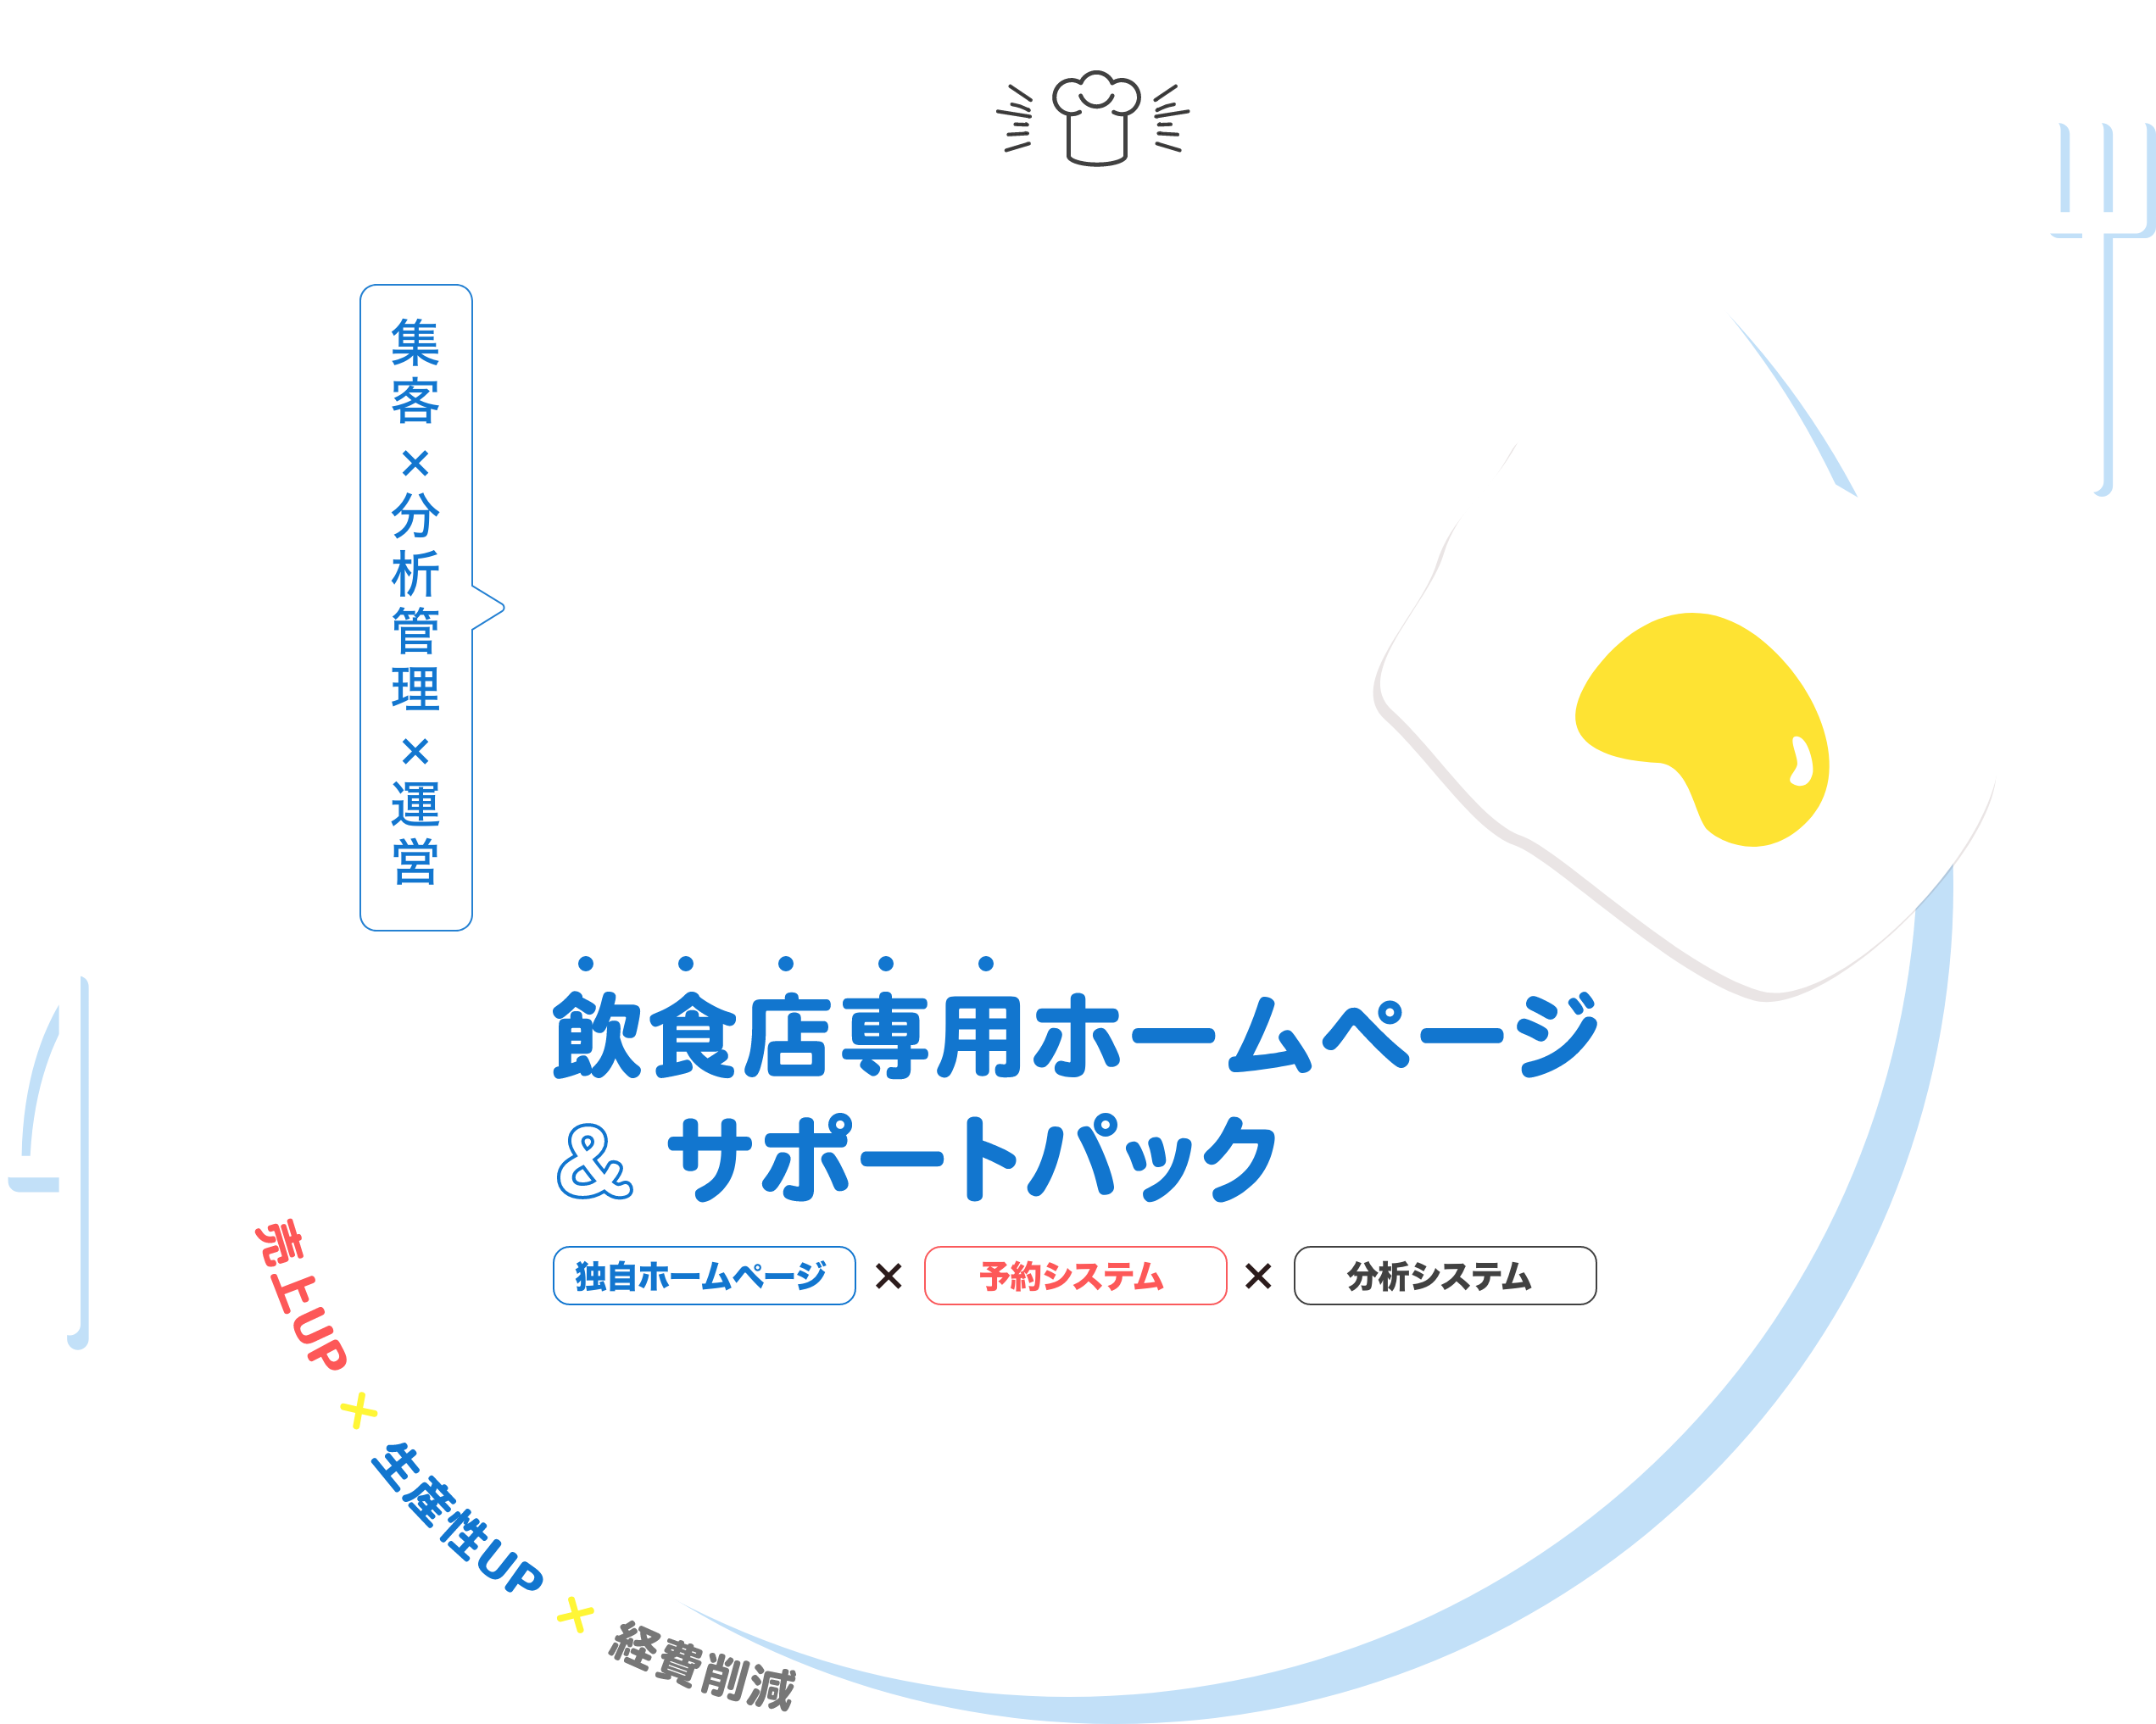 集客×分析管理×運営
飲食店専用ホームページ
& サポートパック
独自ホームページ × 予約システム × 分析システム
売上UP × 生産性UP × 経費削減